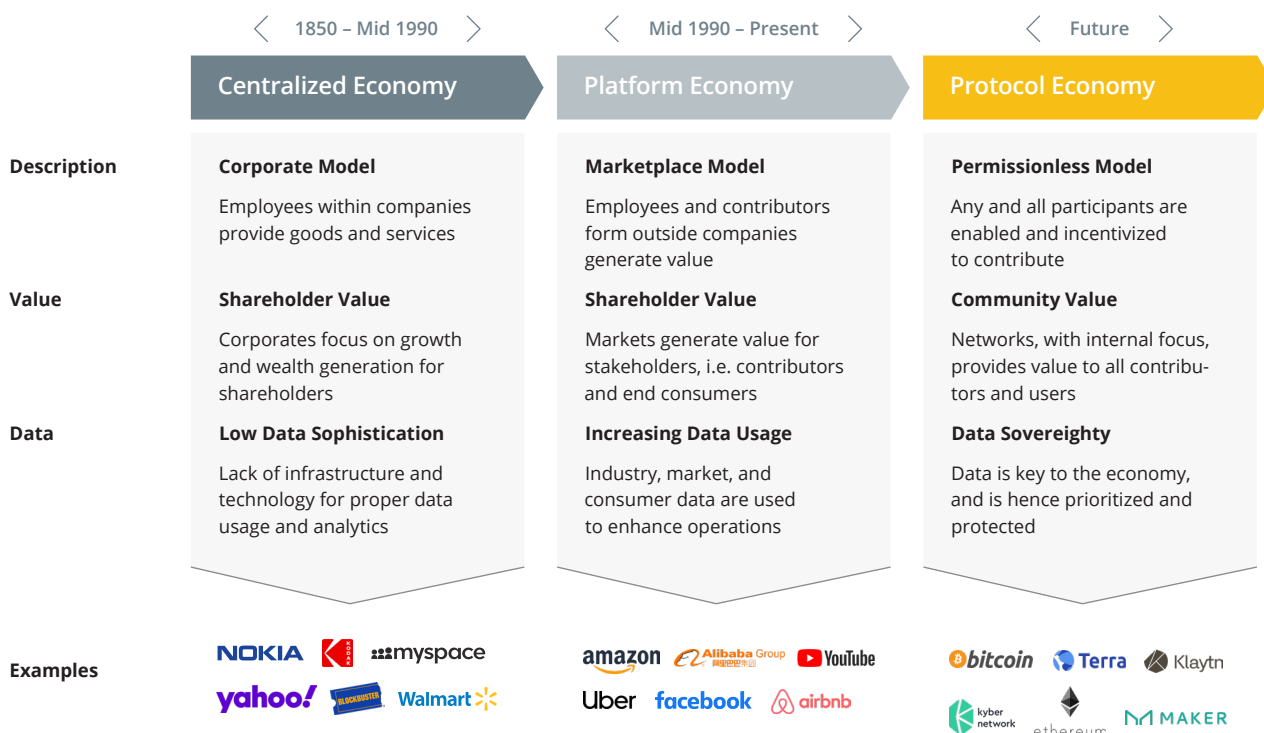 1850 – Mid 1990
Mid 1990 – Present
Future
Centralized Economy
Platform Economy
Protocol Economy
Description
Corporate Model
Employees within companies
provide goods and services
Marketplace Model
Employees and contributors
form outside companies
generate value
Permissionless Model
Any and all participants are
enabled and incentivized
to contribute
Value
Shareholder Value
Corporates focus on growth
and wealth generation for
shareholders
Shareholder Value
Markets generate value for
stakeholders, i.e. contributors
and end consumers
Community Value
Networks, with internal focus,
provides value to all contribu-
tors and users
Data
Low Data Sophistication
Lack of infrastructure and
technology for proper data
usage and analytics
Increasing Data Usage
Industry, market, and
consumer data are used
to enhance operations
Data Sovereighty
Data is key to the economy,
and is hence prioritized and
protected
Examples
NOKIA
KODAK
myspace
yahoo!
BLOCKBUSTER
Walmart
amazon
Alibaba Group
阿里巴巴集团
YouTube
Uber
facebook
airbnb
bitcoin
Terra
Klaytn
kyber
network
ethereum
MAKER